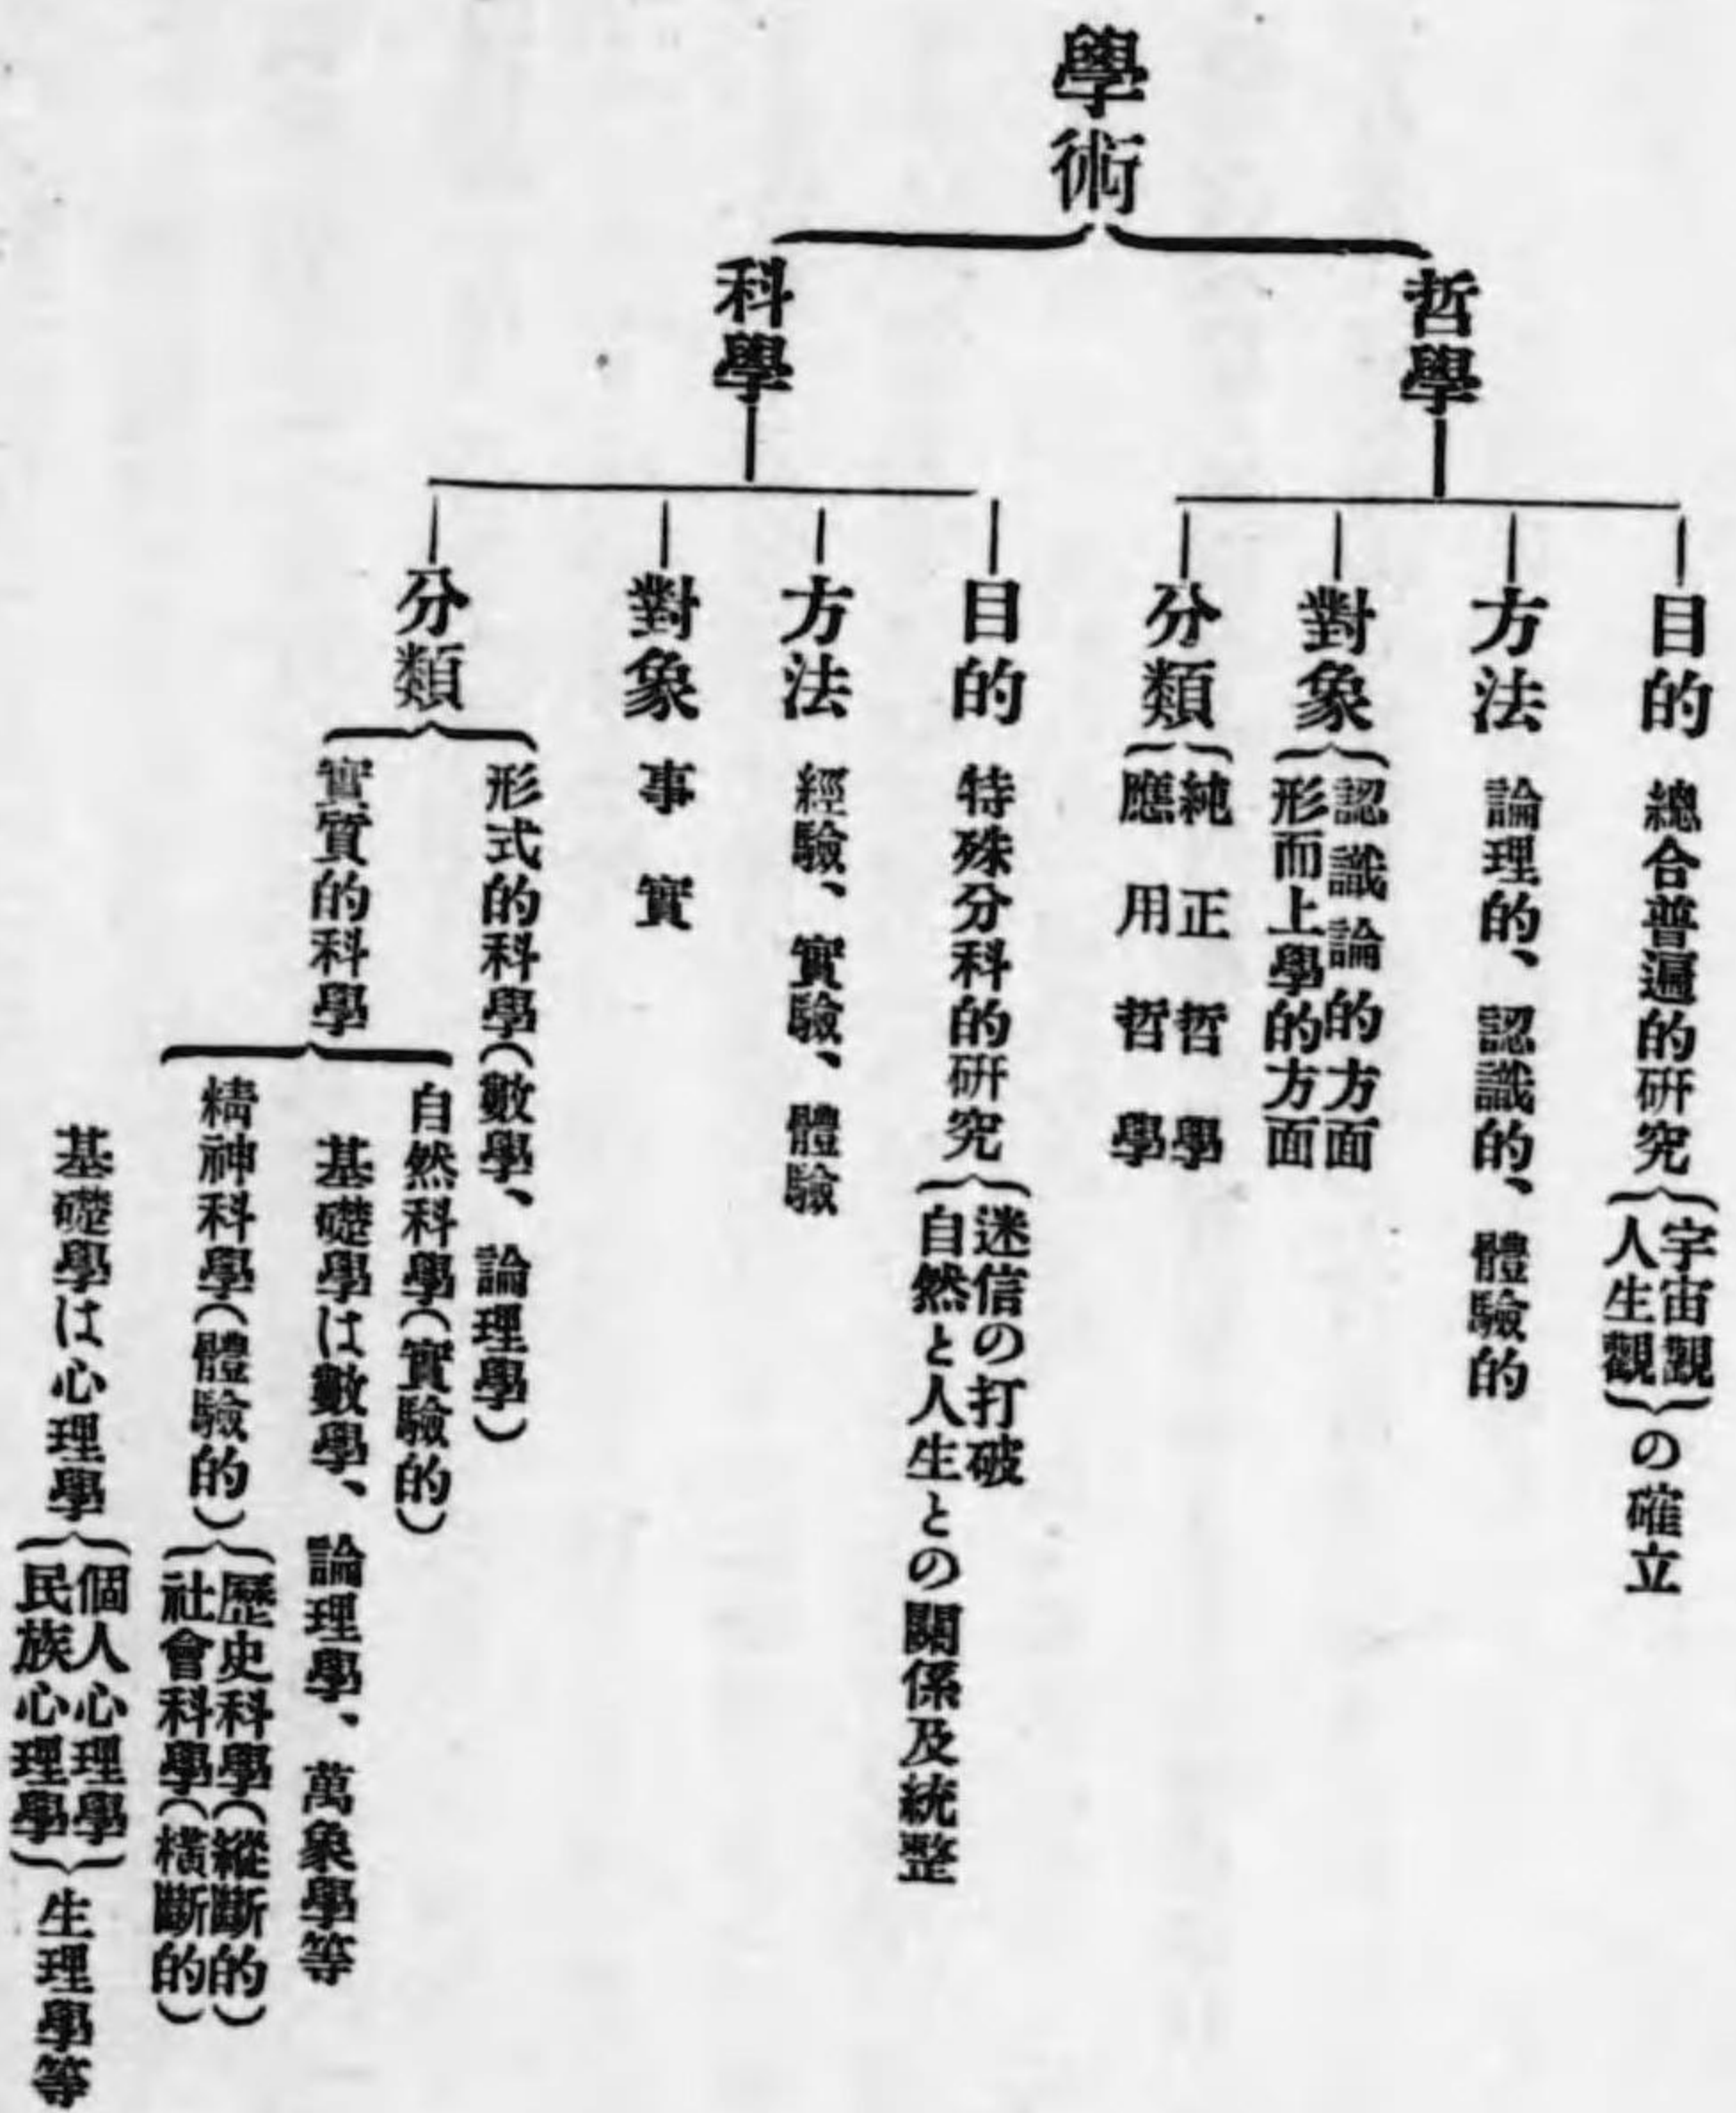 學術
哲學
目的 總合普遍的研究
宇宙觀
人生觀
の確立
方法 論理的、認識的、體驗的
對象
認識論的方面
形而上學的方面
分類
純正哲學
應用哲學
科學
目的 特殊分科的研究
迷信の打破
自然と人生との關係及統整
方法 經驗、實驗、體驗
對象 事實
分類
形式的科學(數學、論理學)
實質的科學
自然科學(實驗的)
基礎學は數學、論理學、萬象學等
精神科學(體驗的)
歷史科學(縱斷的)
社會科學(橫斷的)
基礎學は心理學
個人心理學
民族心理學
生理學等